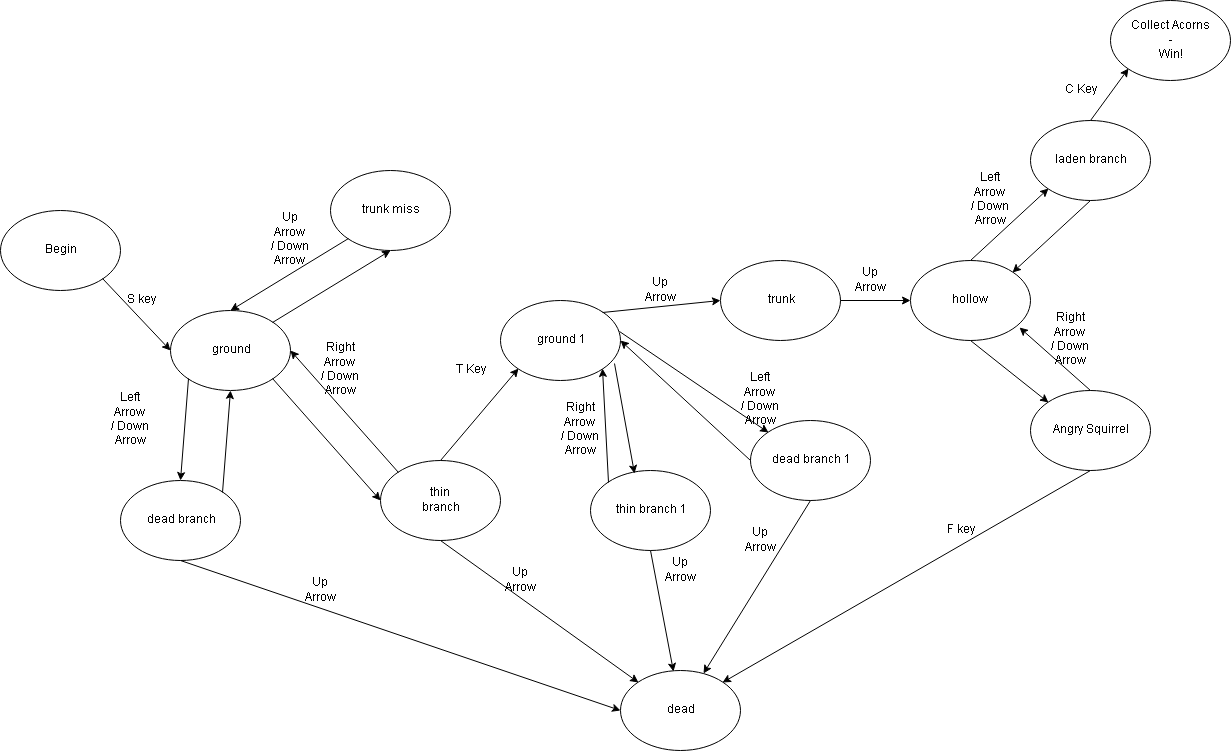 Collect Acorns
-
Win!
C Key
laden branch
Left
Arrow
/ Down
Arrow
trunk miss
Up
Arrow
/ Down
Arrow
Begin
S key
ground
Right
Arrow
/ Down
Arrow
T Key
ground 1
Up
Arrow
trunk
Up
Arrow
hollow
Right
Arrow
/ Down
Arrow
Left
Arrow
/ Down
Arrow
Right
Arrow
/ Down
Arrow
Left
Arrow
/ Down
Arrow
Angry Squirrel
dead branch
thin
branch
thin branch 1
dead branch 1
Up
Arrow
Up
Arrow
Up
Arrow
Up
Arrow
F key
dead